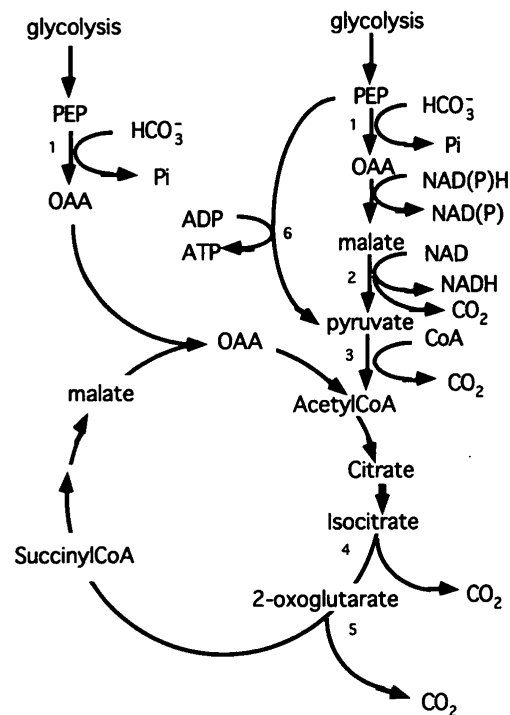 glycolysis
PEP
1
HCO₃⁻
Pi
OAA
glycolysis
PEP
1
HCO₃⁻
Pi
OAA
NAD(P)H
NAD(P)
ADP
6
ATP
malate
NAD
2
NADH
CO₂
pyruvate
3
CoA
CO₂
OAA
AcetylCoA
malate
Citrate
Isocitrate
4
CO₂
SuccinylCoA
2-oxoglutarate
5
CO₂